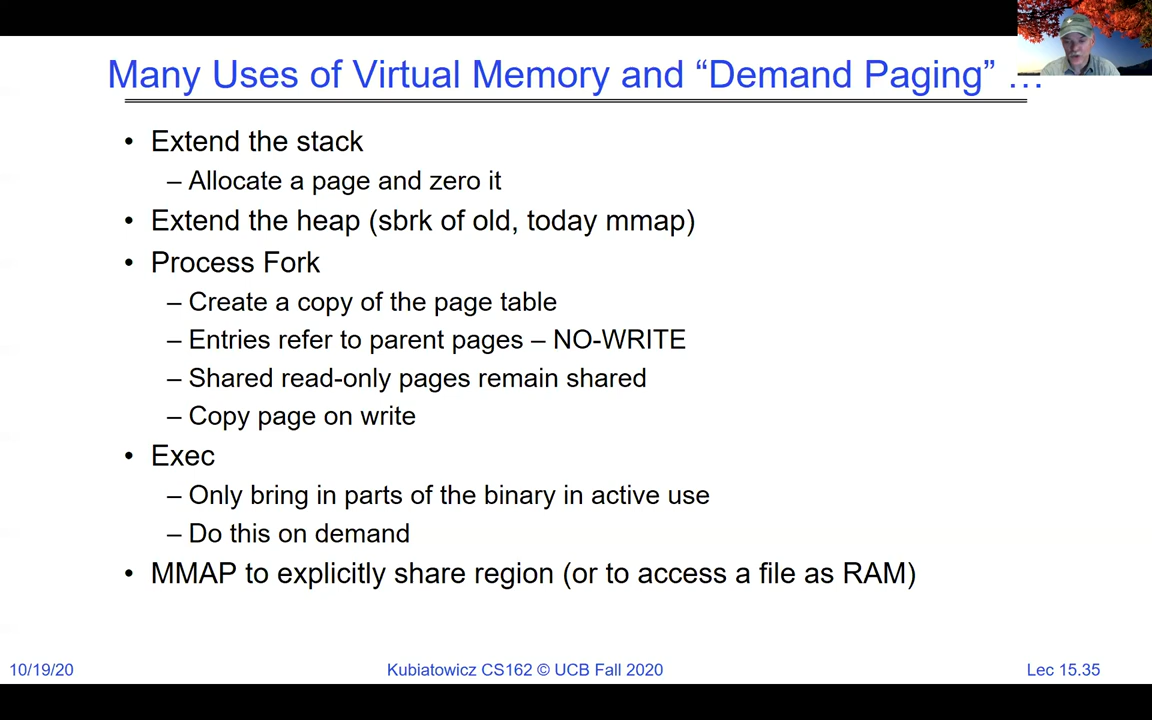 Many Uses of Virtual Memory and “Demand Paging” …
• Extend the stack
– Allocate a page and zero it
• Extend the heap (sbrk of old, today mmap)
• Process Fork
– Create a copy of the page table
– Entries refer to parent pages – NO-WRITE
– Shared read-only pages remain shared
– Copy page on write
• Exec
– Only bring in parts of the binary in active use
– Do this on demand
• MMAP to explicitly share region (or to access a file as RAM)
10/19/20
Kubiatowicz CS162 © UCB Fall 2020
Lec 15.35